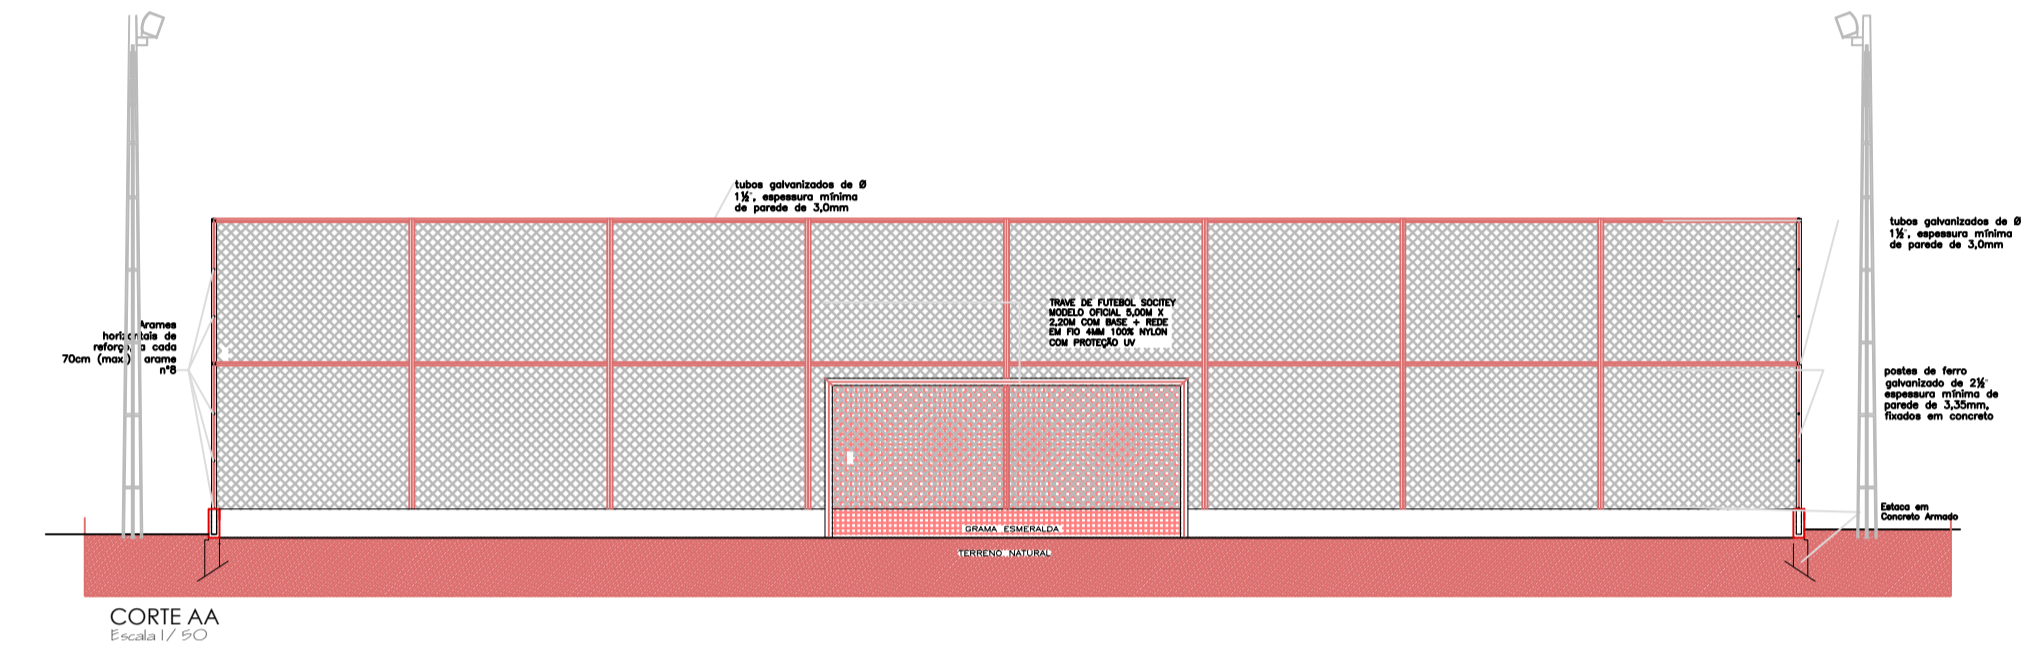 tubos galvanizados de Ø
1½", espessura mínima
de parede de 3,0mm
tubos galvanizados de Ø
1½", espessura mínima
de parede de 3,0mm
TRAVE DE FUTEBOL SOCITEY
MODELO OFICIAL 5,00M X
2,20M COM BASE + REDE
EM FIO 4MM 100% NYLON
COM PROTEÇÃO UV
Arames
horizontais de
reforço a cada
70cm (max) arame
n°8
postes de ferro
galvanizado de 2½"
espessura mínima de
parede de 3,35mm,
fixados em concreto
Estaca em
Concreto Armado
GRAMA ESMERALDA
TERRENO NATURAL
CORTE AA
Escala 1/ 50